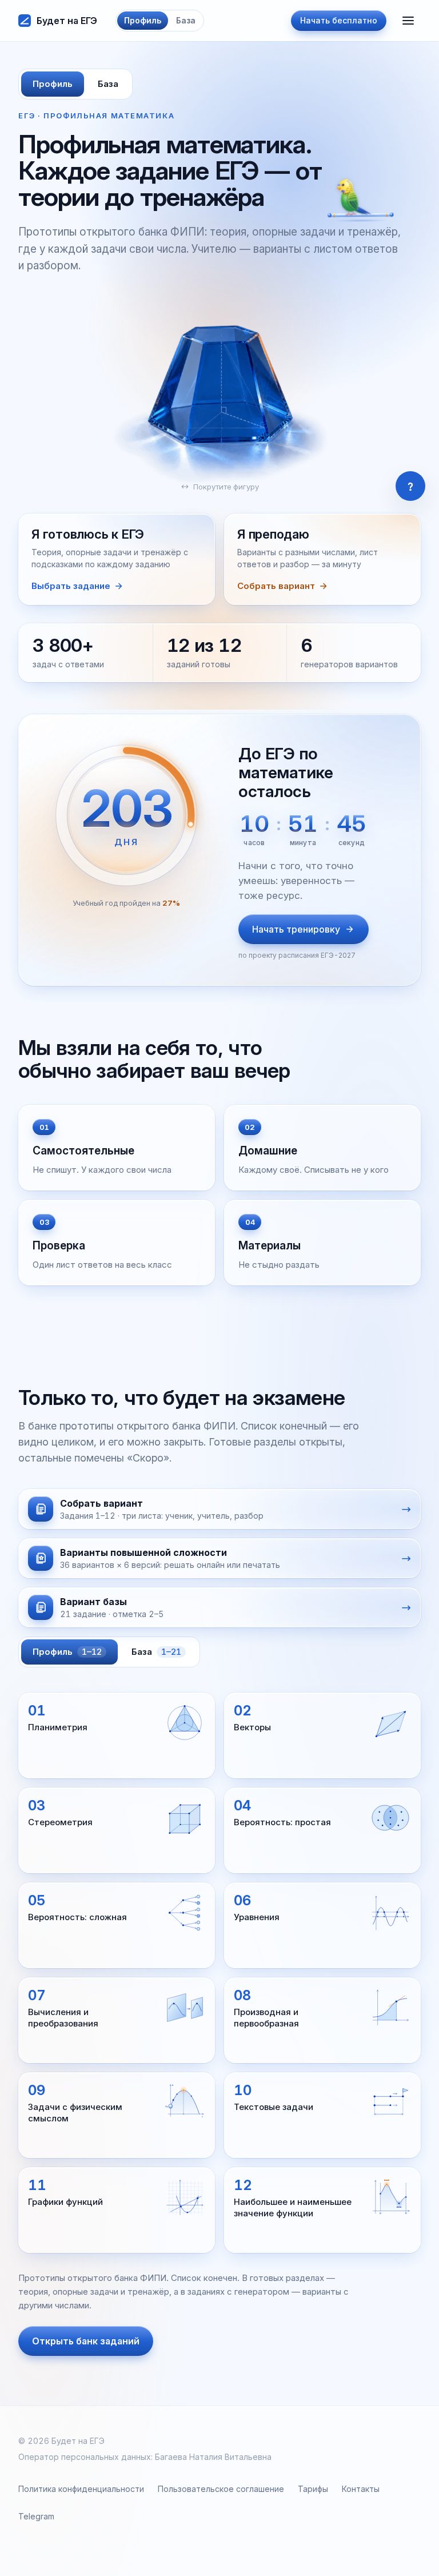 Будет на ЕГЭ
Профиль
База
Начать бесплатно
Профиль
База
ЕГЭ · ПРОФИЛЬНАЯ МАТЕМАТИКА
Профильная математика.
Каждое задание ЕГЭ — от
теории до тренажёра
Прототипы открытого банка ФИПИ: теория, опорные задачи и тренажёр,
где у каждой задачи свои числа. Учителю — варианты с листом ответов
и разбором.
↔ Покрутите фигуру
?
Я готовлюсь к ЕГЭ
Теория, опорные задачи и тренажёр с
подсказками по каждому заданию
Выбрать задание →
Я преподаю
Варианты с разными числами, лист
ответов и разбор — за минуту
Собрать вариант →
3 800+
задач с ответами
12 из 12
заданий готовы
6
генераторов вариантов
203
ДНЯ
Учебный год пройден на 27%
До ЕГЭ по
математике
осталось
10 : 51 : 45
часов минута секунд
Начни с того, что точно
умеешь: уверенность —
тоже ресурс.
Начать тренировку →
по проекту расписания ЕГЭ-2027
Мы взяли на себя то, что
обычно забирает ваш вечер
01
Самостоятельные
Не спишут. У каждого свои числа
02
Домашние
Каждому своё. Списывать не у кого
03
Проверка
Один лист ответов на весь класс
04
Материалы
Не стыдно раздать
Только то, что будет на экзамене
В банке прототипы открытого банка ФИПИ. Список конечный — его
видно целиком, и его можно закрыть. Готовые разделы открыты,
остальные помечены «Скоро».
Собрать вариант
Задания 1–12 · три листа: ученик, учитель, разбор
→
Варианты повышенной сложности
36 вариантов × 6 версий: решать онлайн или печатать
→
Вариант базы
21 задание · отметка 2–5
→
Профиль 1–12
База 1–21
01
Планиметрия
02
Векторы
03
Стереометрия
04
Вероятность: простая
05
Вероятность: сложная
06
Уравнения
07
Вычисления и
преобразования
08
Производная и
первообразная
09
Задачи с физическим
смыслом
10
Текстовые задачи
11
Графики функций
12
Наибольшее и наименьшее
значение функции
Прототипы открытого банка ФИПИ. Список конечен. В готовых разделах —
теория, опорные задачи и тренажёр, а в заданиях с генератором — варианты с
другими числами.
Открыть банк заданий
© 2026 Будет на ЕГЭ
Оператор персональных данных: Багаева Наталия Витальевна
Политика конфиденциальности
Пользовательское соглашение
Тарифы
Контакты
Telegram